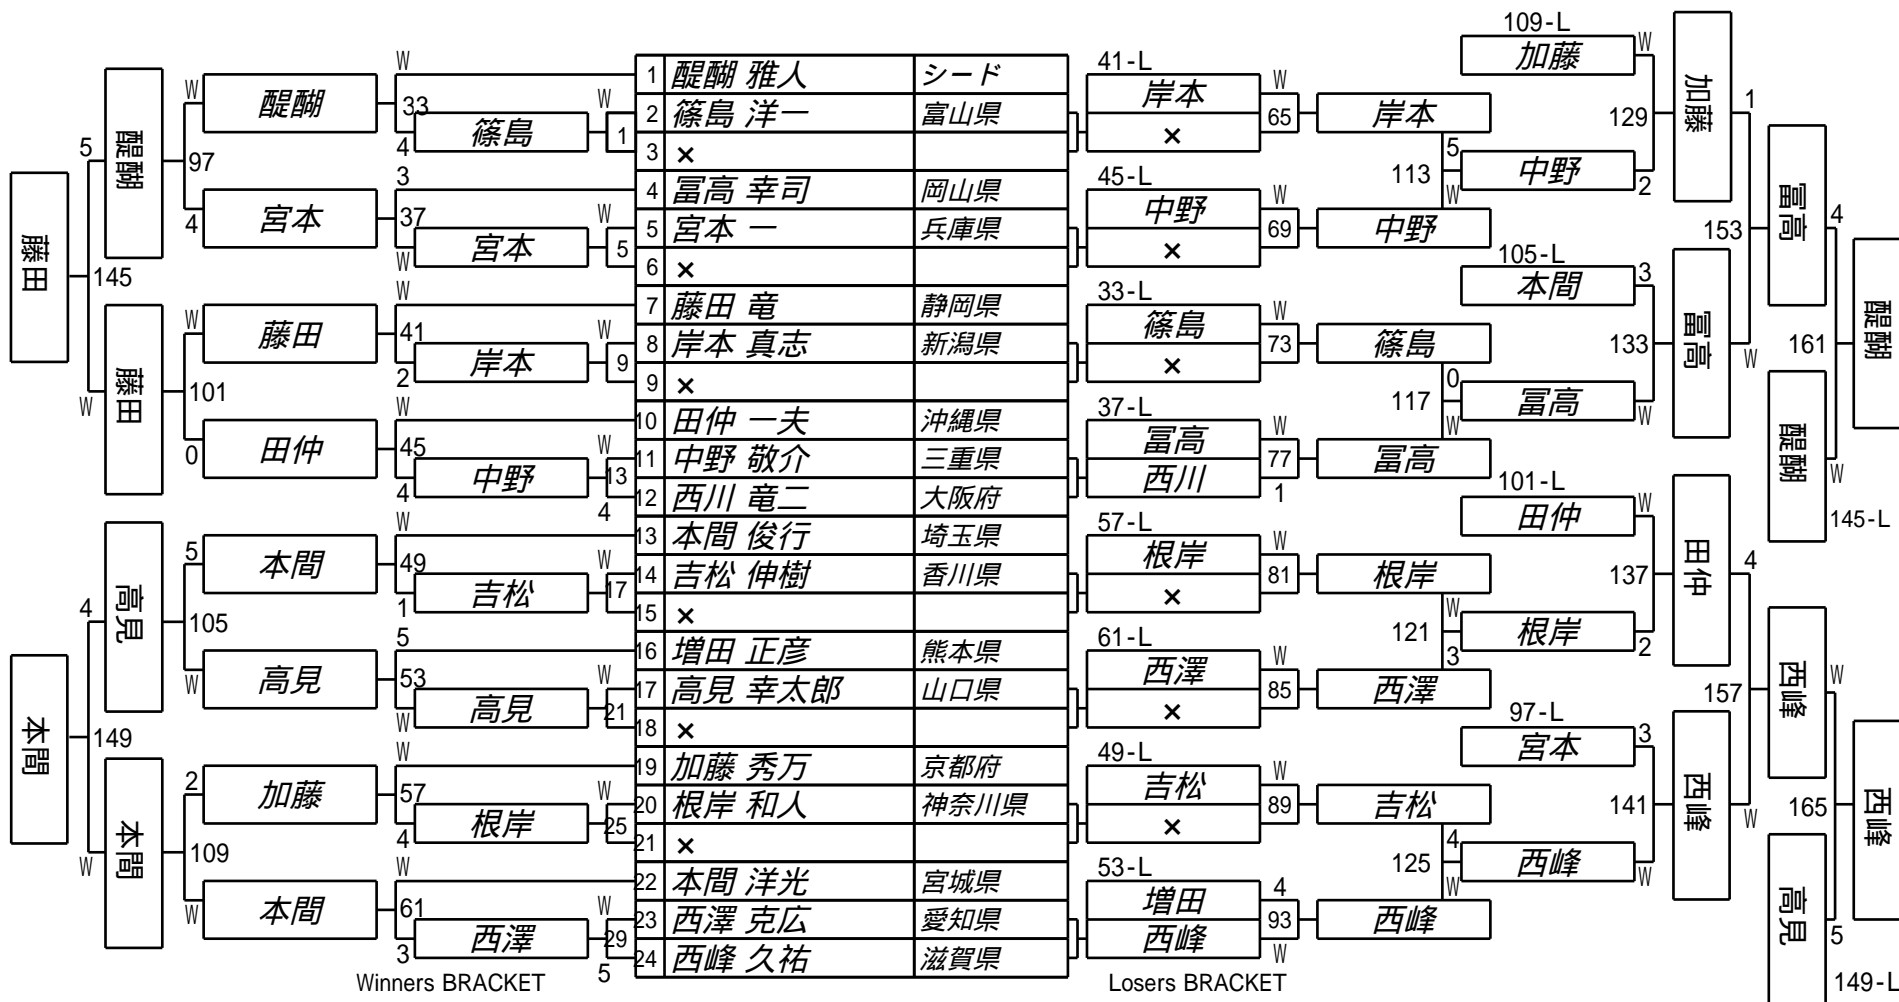 109-L
加藤 W
41-L
W 1 醍醐 雅人 シード
岸本 W
加藤 1
W 醍醐 33 W 2 篠島 洋一 富山県
× 65 岸本 129
5 醍醐 97 4 篠島 1 3 ×
5 中野 2
3 4 冨高 幸司 岡山県
45-L 113
冨高 4
4 宮本 37 W 5 宮本 一 兵庫県
中野 W W 153
W 宮本 5 6 ×
× 69 中野
105-L
藤田 145
本間 3
W 7 藤田 竜 静岡県
33-L
W 藤田 41 W 8 岸本 真志 新潟県
篠島 W
2 岸本 9 9 ×
× 73 篠島 133 冨高 W 161 醍醐
W 藤田 101
0 冨高 W
W 10 田仲 一夫 沖縄県
37-L 117
0 田仲 45 W 11 中野 敬介 三重県
冨高 W W
4 中野 13 12 西川 竜二 大阪府
西川 77 冨高 1
4
醍醐 W
101-L
田仲 W
145-L
W 13 本間 俊行 埼玉県
57-L
5 本間 49 W 14 吉松 伸樹 香川県
根岸 W
1 吉松 17 15 ×
× 81 根岸 137 田仲 4
4 高見 105
W 根岸 2
5 16 増田 正彦 熊本県
61-L 121
W 高見 53 W 17 高見 幸太郎 山口県
西澤 W 3
W 高見 21 18 ×
× 85 西澤 157 西峰 W
本間 149
97-L
宮本 3
W 19 加藤 秀万 京都府
49-L
2 加藤 57 W 20 根岸 和人 神奈川県
吉松 W
4 根岸 25 21 ×
× 89 吉松 141 西峰 W 165 西峰
W 本間 109
4 西峰 W
W 22 本間 洋光 宮城県
53-L 125
W 本間 61 W 23 西澤 克広 愛知県
増田 4 W
3 西澤 29 24 西峰 久祐 滋賀県
西峰 93 西峰 W
5
高見 5
149-L
Winners BRACKET
Losers BRACKET